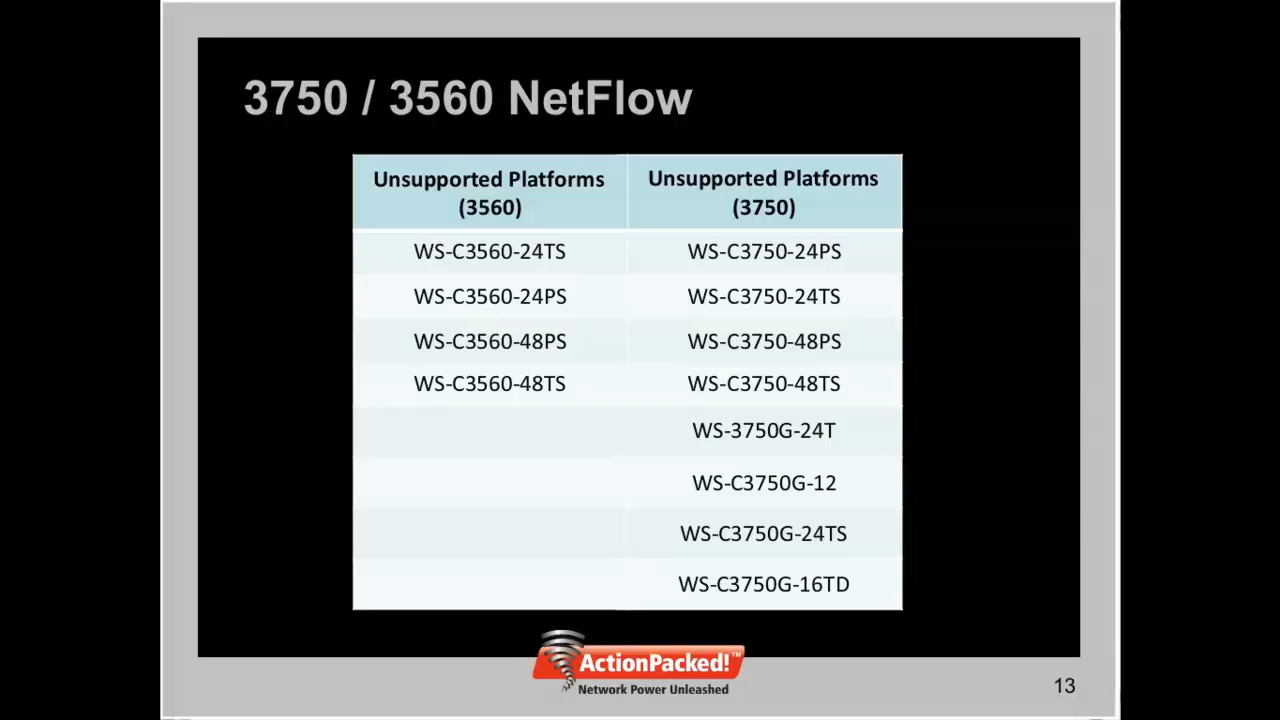 3750 / 3560 NetFlow
Unsupported Platforms
(3560)
Unsupported Platforms
(3750)
WS-C3560-24TS
WS-C3750-24PS
WS-C3560-24PS
WS-C3750-24TS
WS-C3560-48PS
WS-C3750-48PS
WS-C3560-48TS
WS-C3750-48TS
WS-3750G-24T
WS-C3750G-12
WS-C3750G-24TS
WS-C3750G-16TD
ActionPacked!™
Network Power Unleashed
13